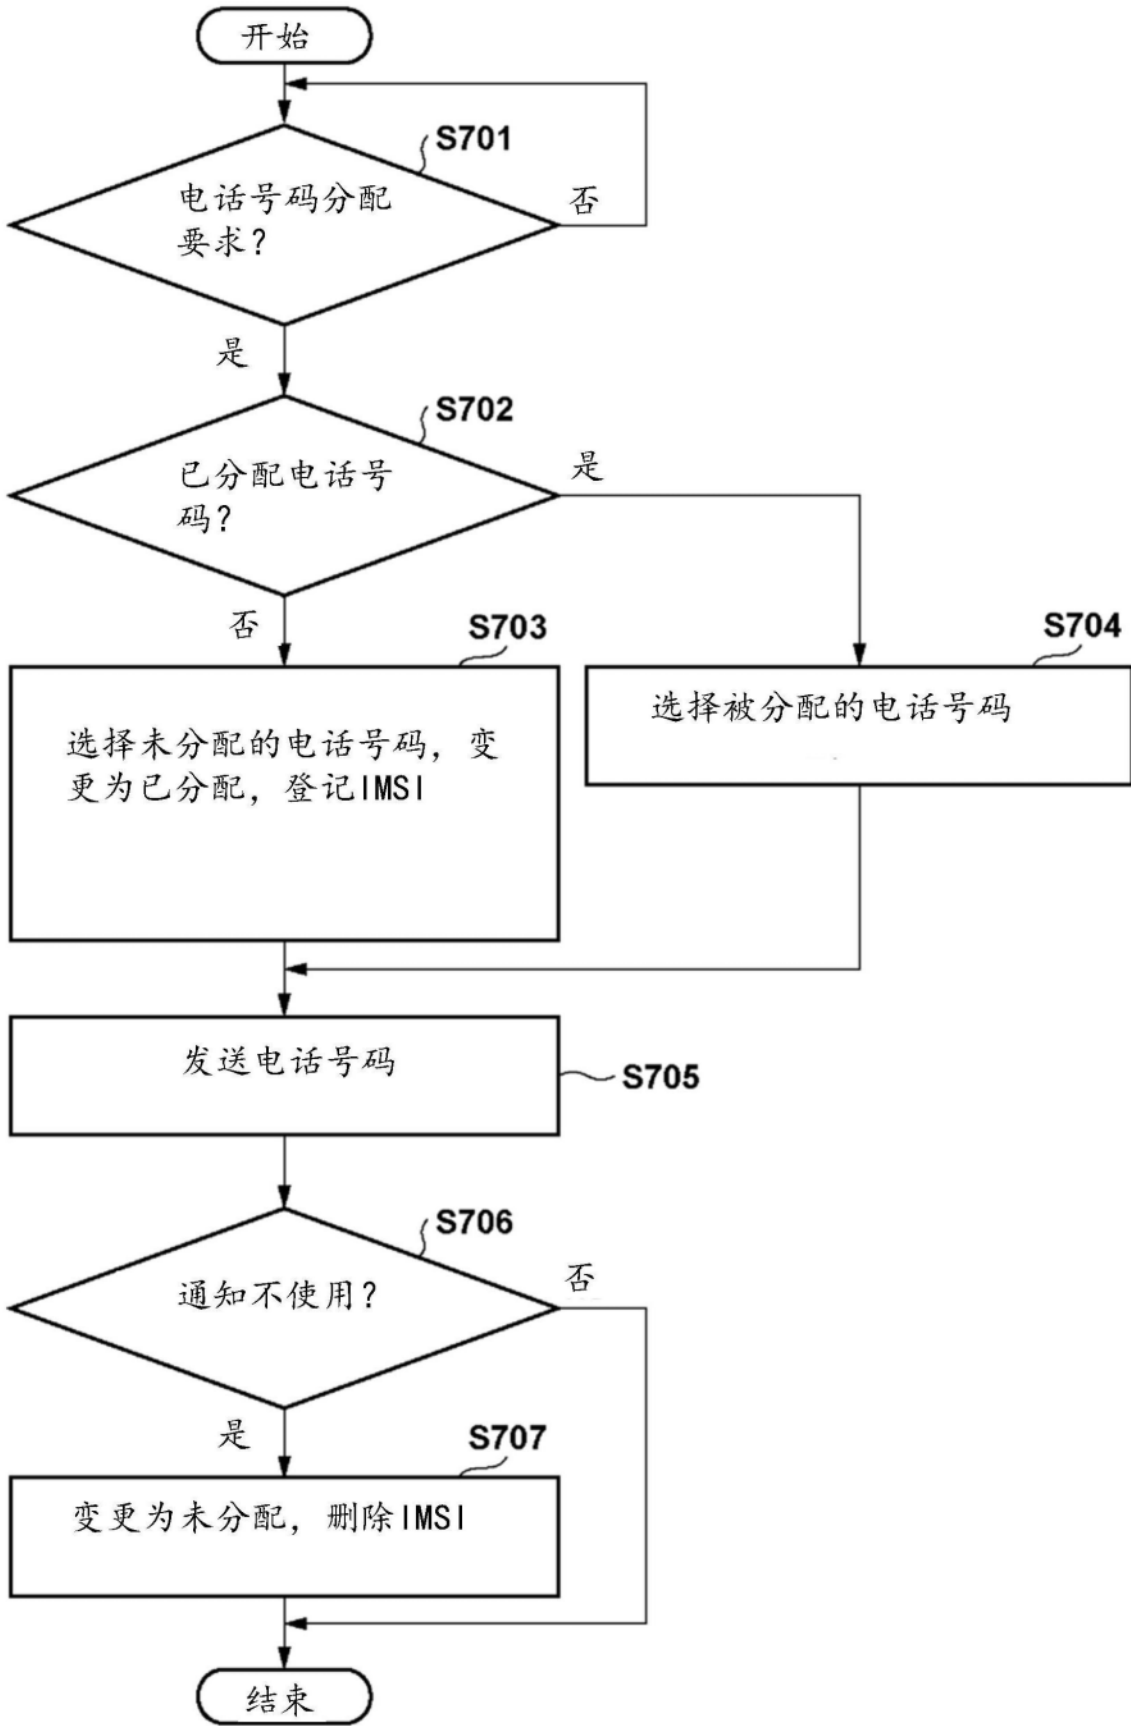 开始
S701
电话号码分配
要求?
否
是
S702
已分配电话号
码?
是
否
S703
选择未分配的电话号码, 变
更为已分配, 登记IMSI
S704
选择被分配的电话号码
发送电话号码
S705
S706
通知不使用?
否
是
S707
变更为未分配, 删除IMSI
结束